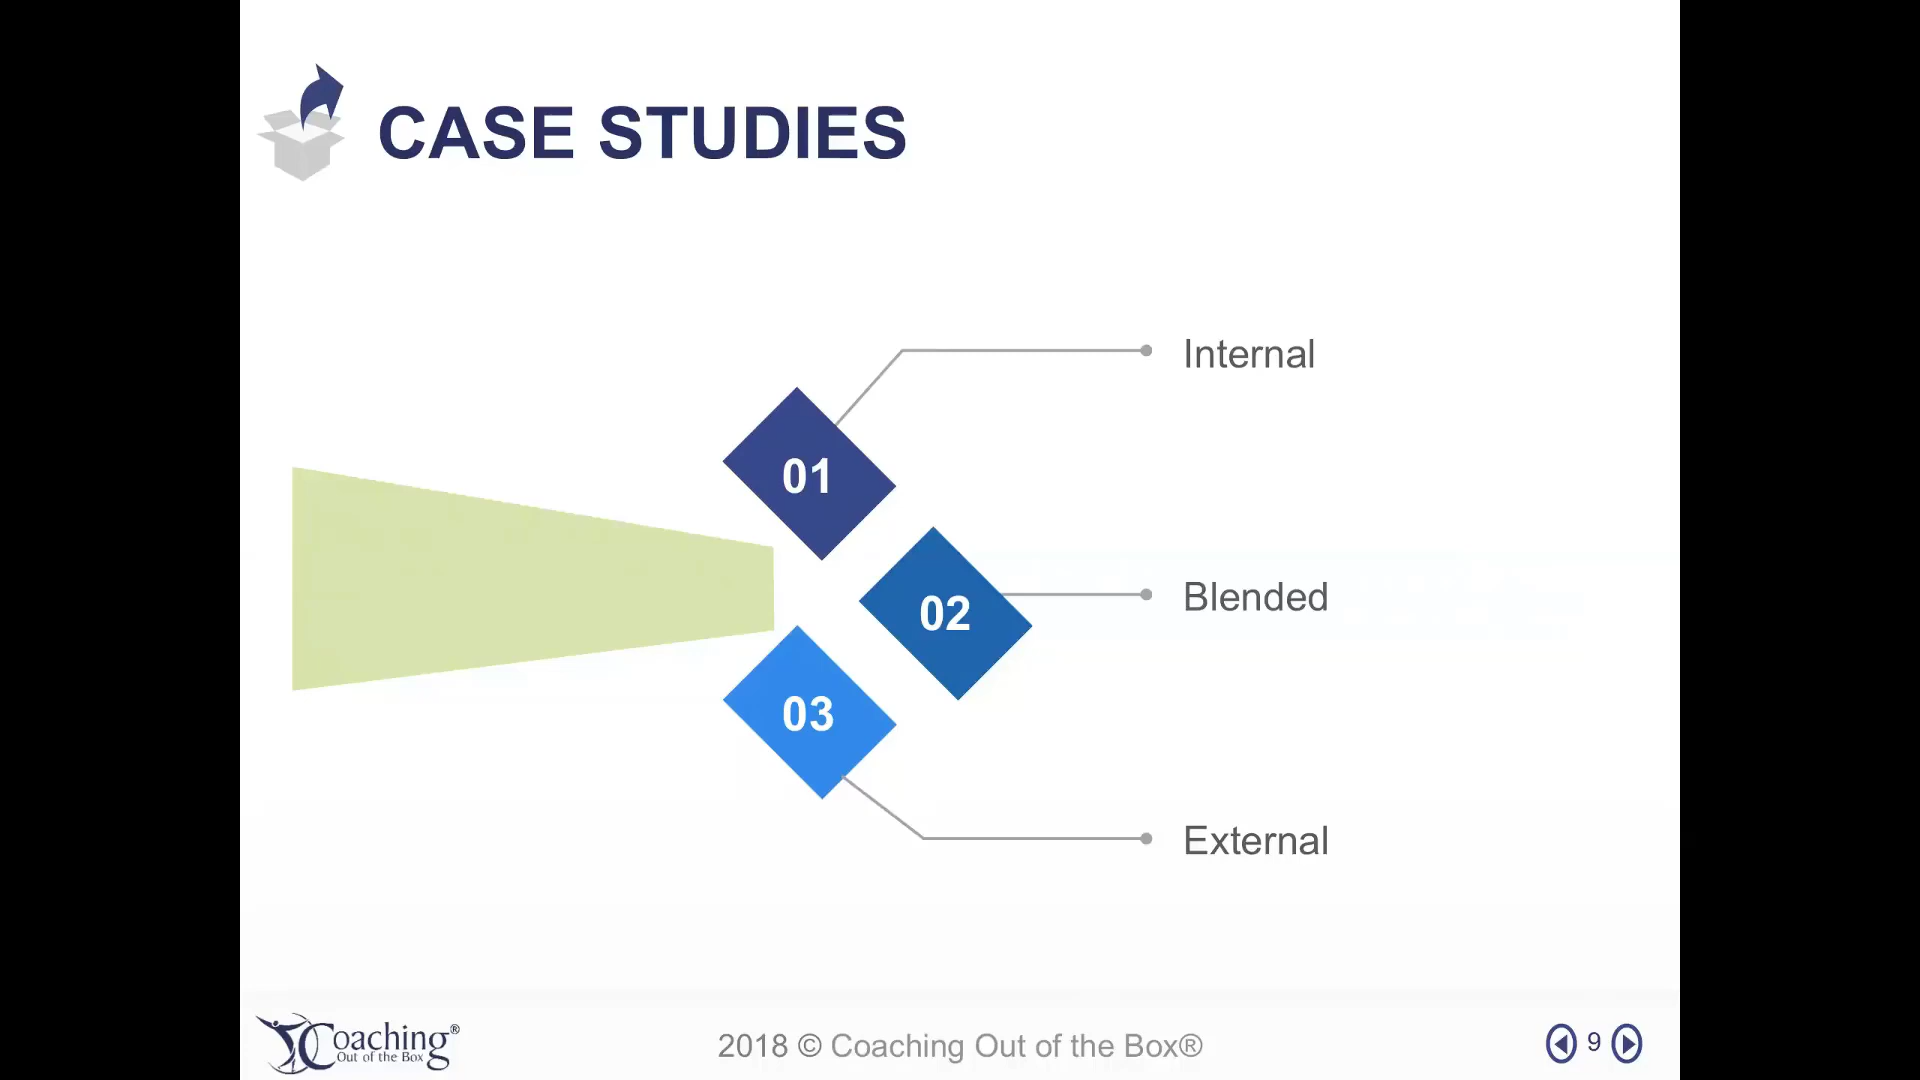 CASE STUDIES
Internal
01
02
Blended
03
External
Coaching®
Out of the Box
2018 © Coaching Out of the Box®
9